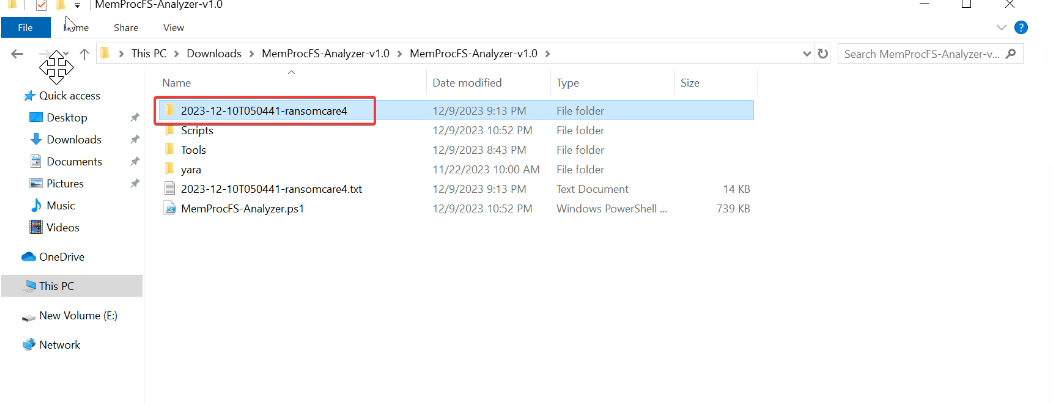 MemProcFS-Analyzer-v1.0
File
Home
Share
View
This PC > Downloads > MemProcFS-Analyzer-v1.0 > MemProcFS-Analyzer-v1.0 >
Search MemProcFS-Analyzer-v...
Name
Date modified
Type
Size
Quick access
Desktop
Downloads
Documents
Pictures
Music
Videos
OneDrive
This PC
New Volume (E:)
Network
2023-12-10T050441-ransomcare4 12/9/2023 9:13 PM File folder
Scripts 12/9/2023 10:52 PM File folder
Tools 12/9/2023 8:43 PM File folder
yara 11/22/2023 10:00 AM File folder
2023-12-10T050441-ransomcare4.txt 12/9/2023 9:13 PM Text Document 14 KB
MemProcFS-Analyzer.ps1 12/9/2023 10:52 PM Windows PowerShell ... 739 KB